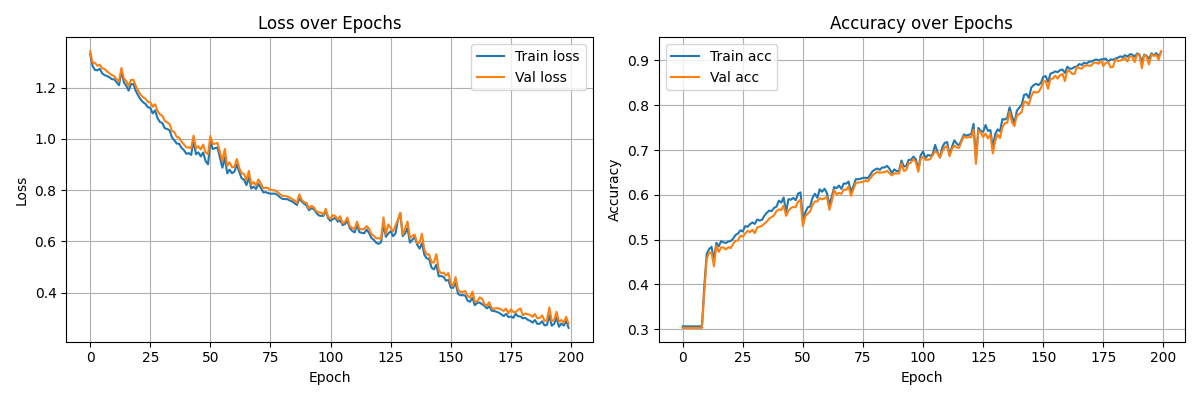 Loss over Epochs
Loss
1.2
1.0
0.8
0.6
0.4
Train loss
Val loss
0 25 50 75 100 125 150 175 200
Epoch
Accuracy over Epochs
Accuracy
0.9
0.8
0.7
0.6
0.5
0.4
0.3
Train acc
Val acc
0 25 50 75 100 125 150 175 200
Epoch